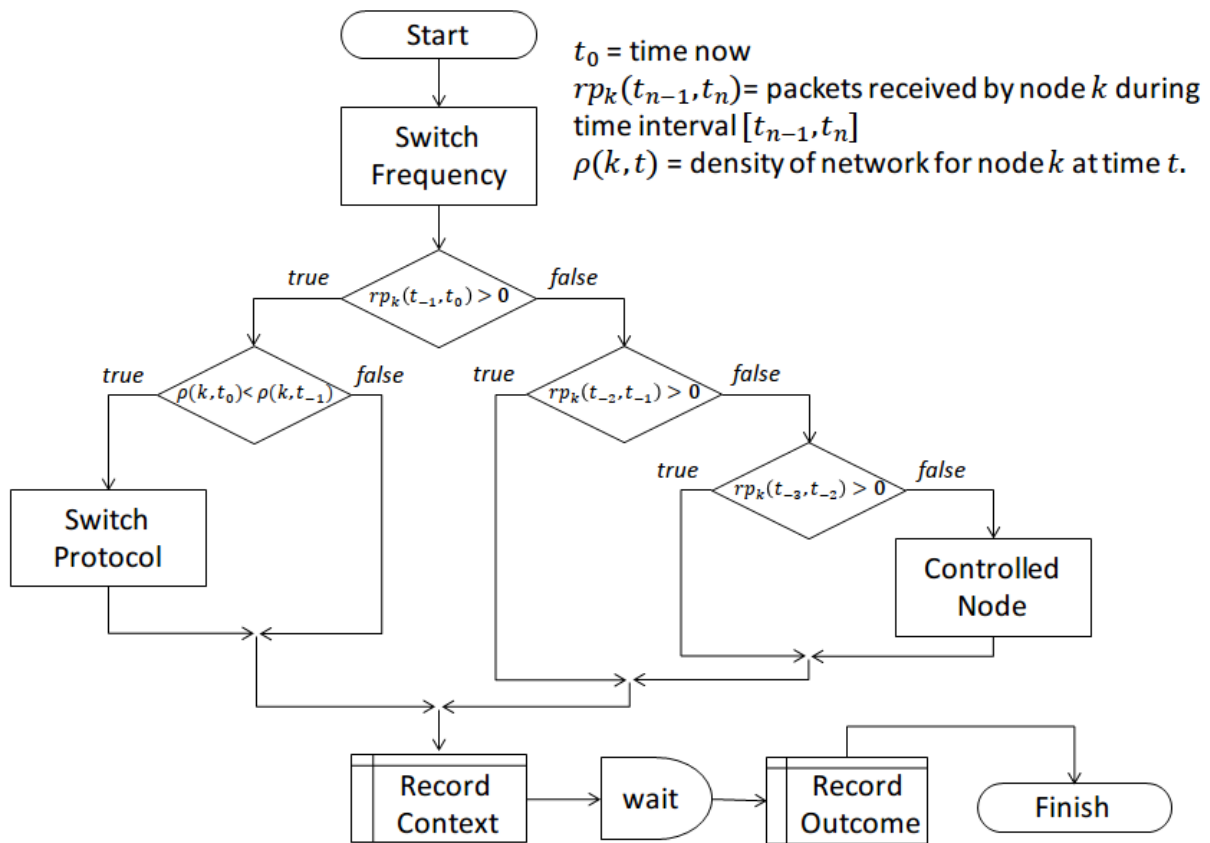 Start
t₀ = time now
rpₖ(tₙ₋₁,tₙ)= packets received by node k during
time interval [tₙ₋₁,tₙ]
ρ(k,t) = density of network for node k at time t.
Switch
Frequency
true
false
rpₖ(t₋₁,t₀) > 0
true
false
ρ(k,t₀)< ρ(k,t₋₁)
true
false
rpₖ(t₋₂,t₋₁) > 0
true
false
rpₖ(t₋₃,t₋₂) > 0
Switch
Protocol
Controlled
Node
Record
Context
wait
Record
Outcome
Finish